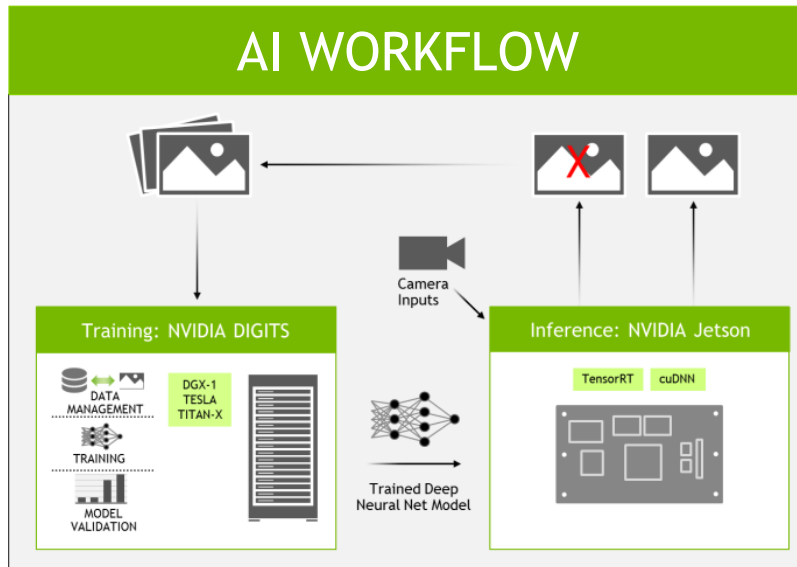 AI WORKFLOW
Camera
Inputs
Training: NVIDIA DIGITS
DATA
MANAGEMENT
TRAINING
MODEL
VALIDATION
DGX-1
TESLA
TITAN-X
Trained Deep
Neural Net Model
Inference: NVIDIA Jetson
TensorRT
cuDNN